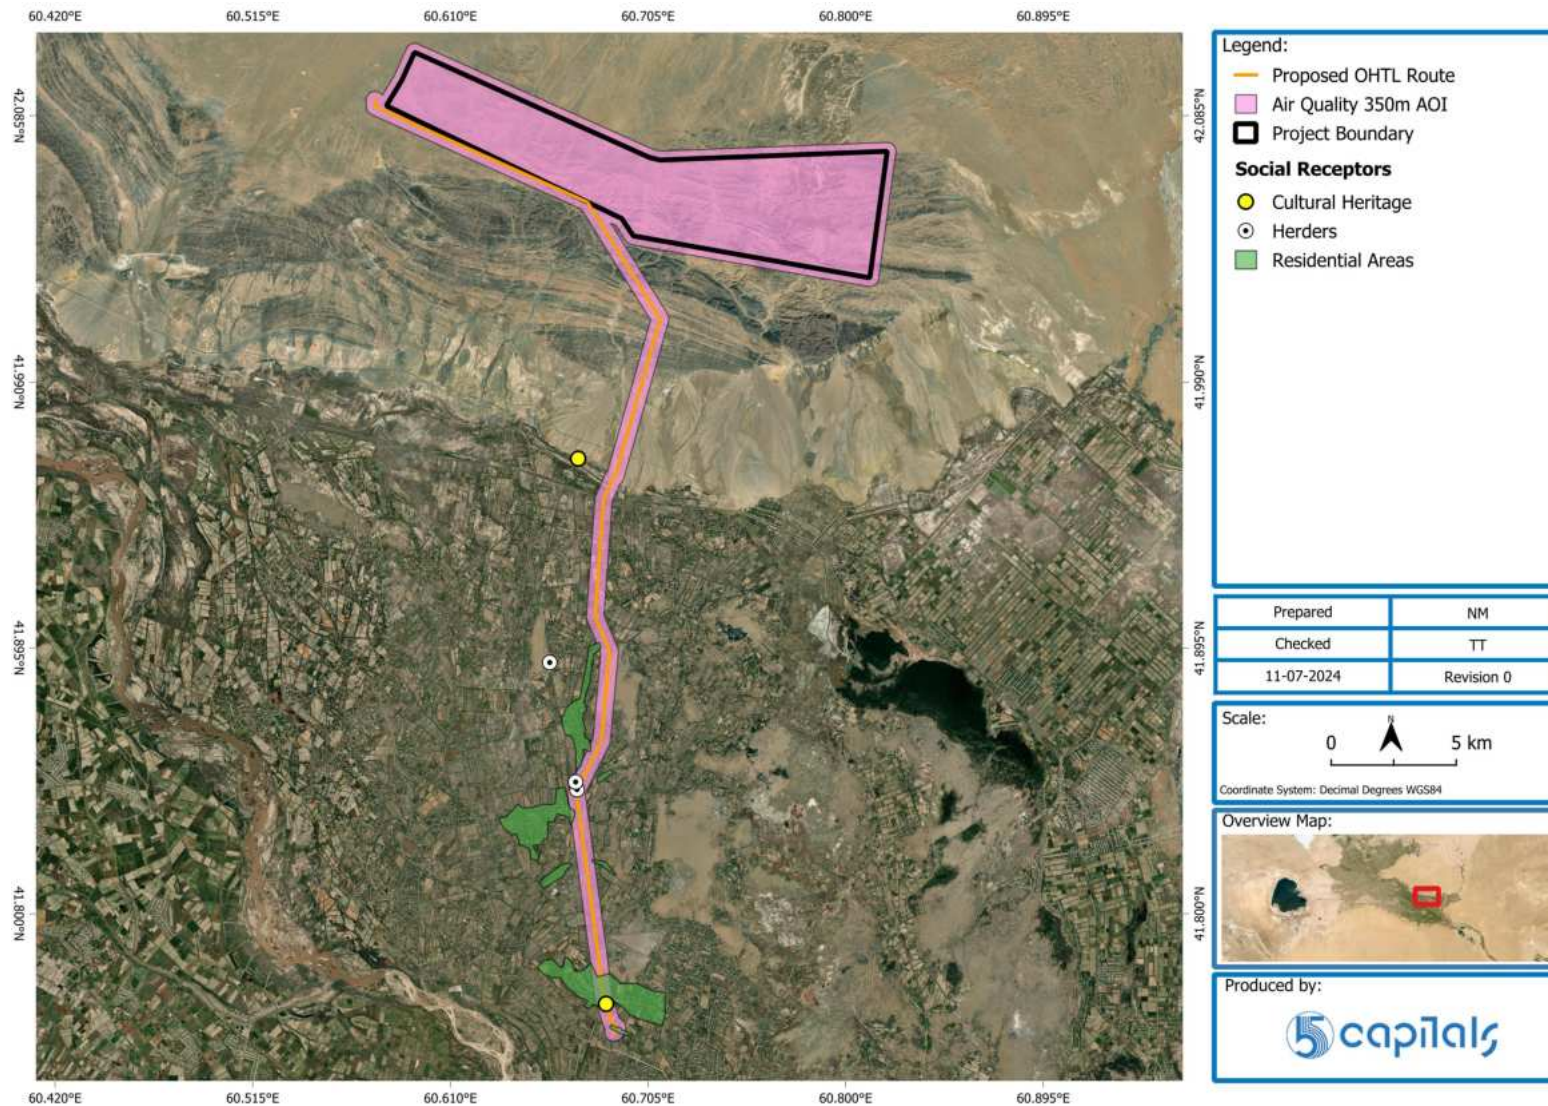 60.420°E 60.515°E 60.610°E 60.705°E 60.800°E 60.895°E
42.085°N 42.085°N
41.990°N 41.990°N
41.895°N 41.895°N
41.800°N 41.800°N
60.420°E 60.515°E 60.610°E 60.705°E 60.800°E 60.895°E
Legend:
Proposed OHTL Route
Air Quality 350m AOI
Project Boundary
Social Receptors
Cultural Heritage
Herders
Residential Areas
Prepared NM
Checked TT
11-07-2024 Revision 0
Scale:
N
0 5 km
Coordinate System: Decimal Degrees WGS84
Overview Map:
Produced by:
5 capitals